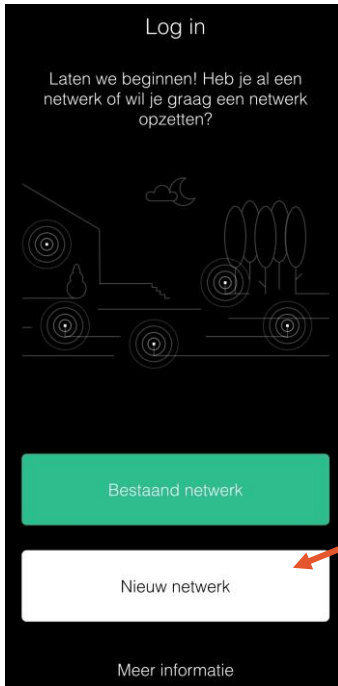 Log in
Laten we beginnen! Heb je al een
netwerk of wil je graag een netwerk
opzetten?
Bestaand netwerk
Nieuw netwerk
Meer informatie